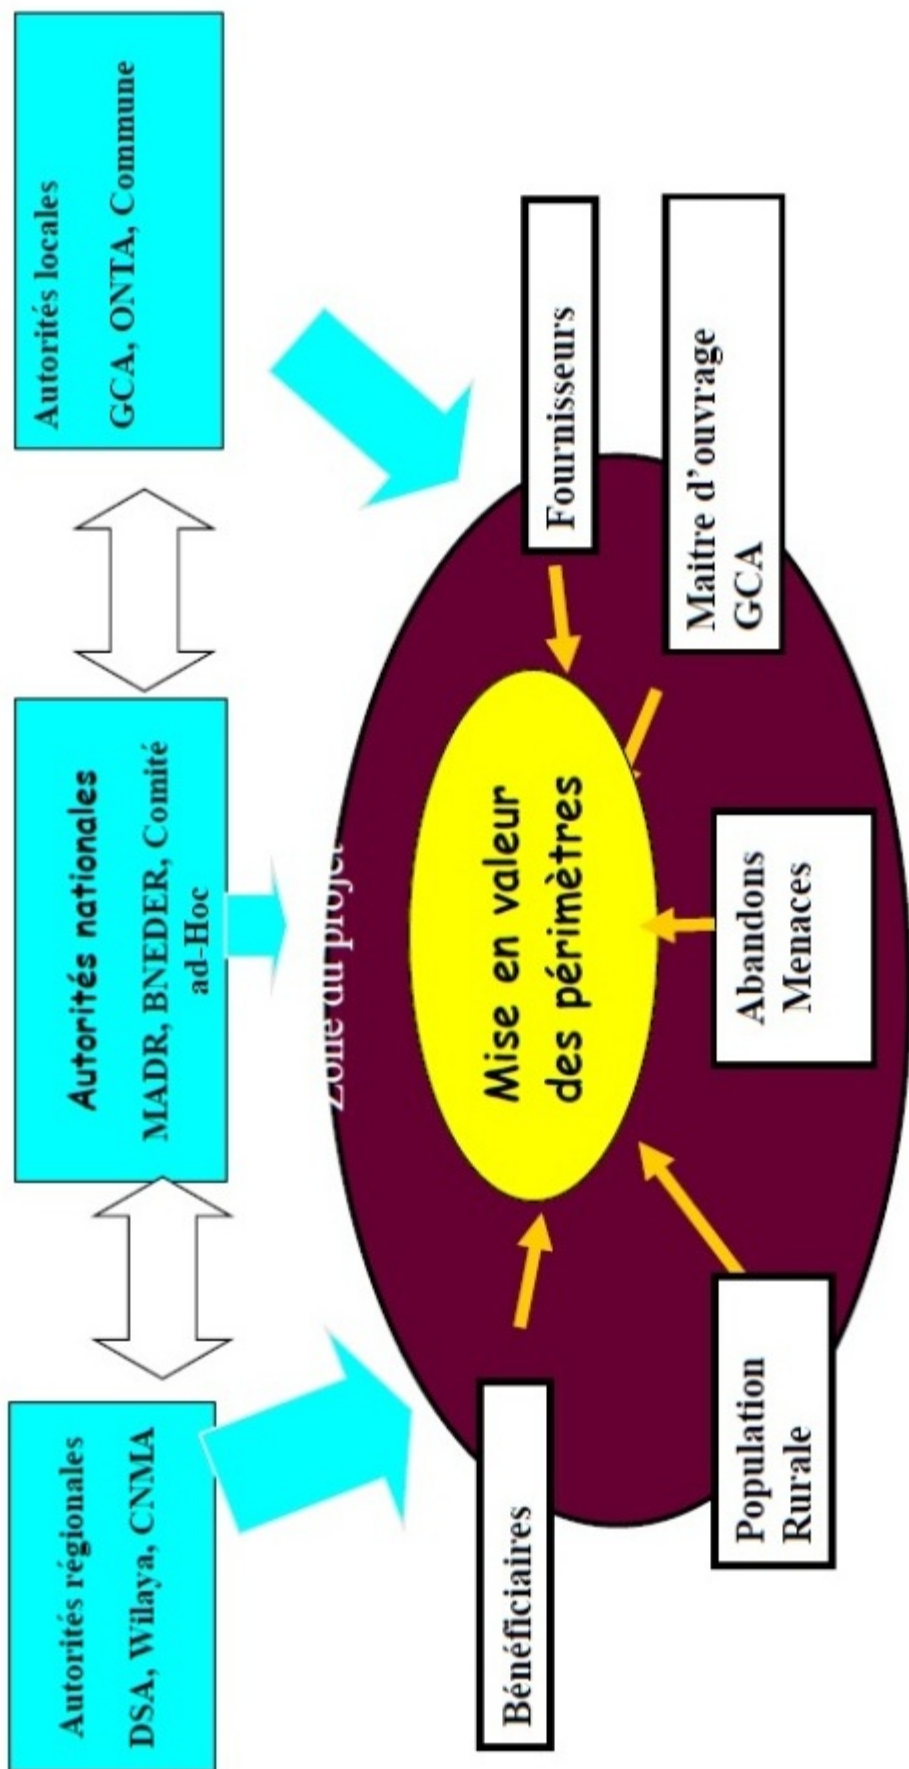 Autorités régionales
DSA, Wilaya, CNMA
Autorités nationales
MADR, BNEDER, Comité
ad-Hoc
Autorités locales
GCA, ONTA, Commune
Zone du projet
Mise en valeur
des périmètres
Bénéficiaires
Fournisseurs
Population
Rurale
Abandons
Menaces
Maitre d’ouvrage
GCA